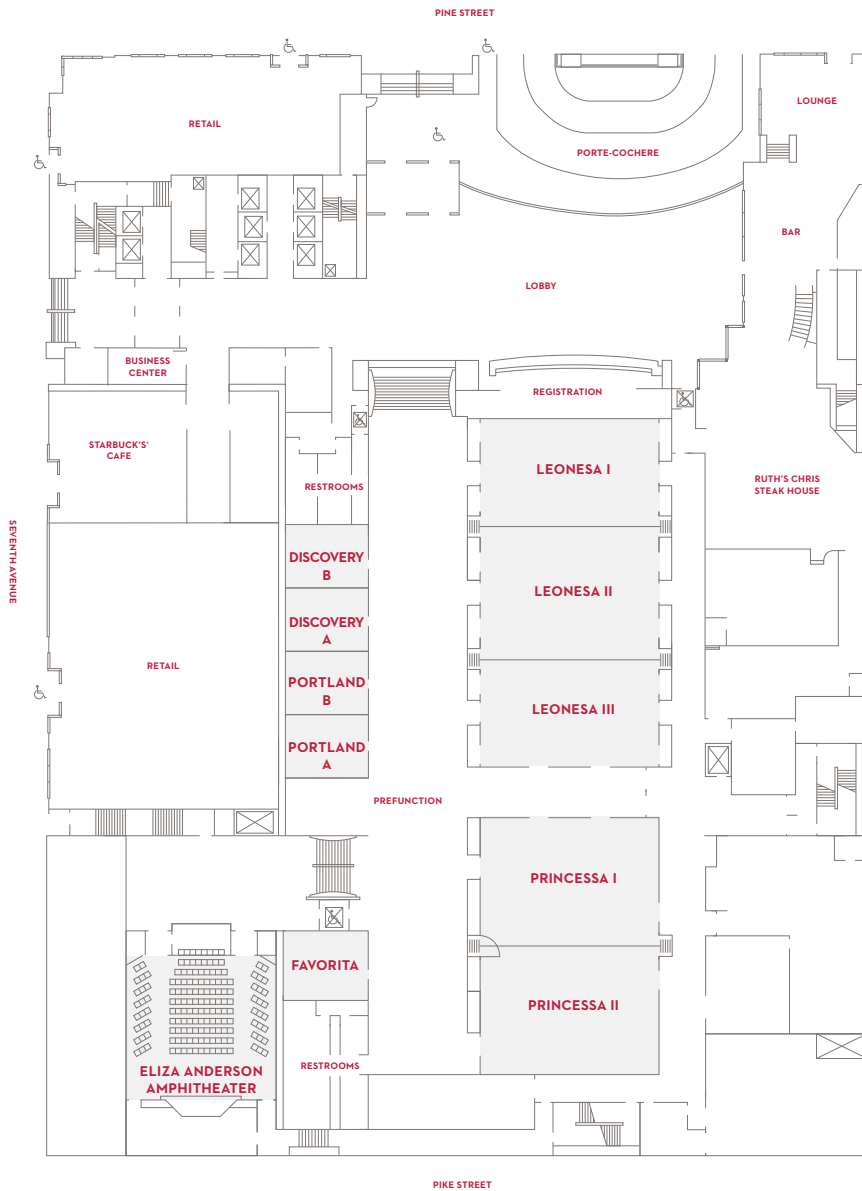 PINE STREET
LOUNGE
RETAIL
PORTE-COCHERE
BAR
LOBBY
BUSINESS
CENTER
REGISTRATION
STARBUCK'S'
CAFE
LEONESA I
RUTH'S CHRIS
STEAK HOUSE
RESTROOMS
SEVENTH AVENUE
DISCOVERY
B
LEONESA II
DISCOVERY
A
RETAIL
PORTLAND
B
LEONESA III
PORTLAND
A
PREFUNCTION
PRINCESSA I
FAVORITA
PRINCESSA II
RESTROOMS
ELIZA ANDERSON
AMPHITHEATER
PIKE STREET